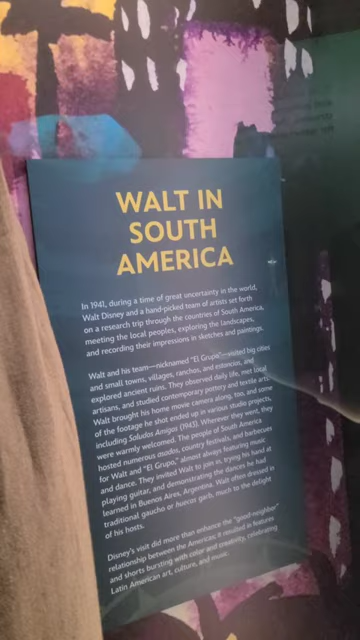 WALT IN
SOUTH
AMERICA
In 1941, during a time of great uncertainty in the world,
Walt Disney and a hand-picked team of artists set forth
on a research trip through the countries of South America,
meeting the local peoples, exploring the landscapes,
and recording their impressions in sketches and paintings.
Walt and his team—nicknamed "El Grupo"—visited big cities
and small towns, villages, ranchos, and estancias, and
explored ancient ruins. They observed daily life, met local
artisans, and studied contemporary pottery and textile arts.
Walt brought his home movie camera along, too, and some
of the footage he shot ended up in various studio projects,
including Saludos Amigos (1943). Wherever they went, they
were warmly welcomed. The people of South America
hosted numerous asados, country festivals, and barbecues
for Walt and "El Grupo," almost always featuring music
and dance. They invited Walt to join in, trying his hand at
playing guitar, and demonstrating the dances he had
learned in Buenos Aires, Argentina. Walt often dressed in
traditional gaucho or huaso garb, much to the delight
of his hosts.
Disney's visit did more than enhance the "good-neighbor"
relationship between the Americas; it resulted in features
and shorts bursting with color and creativity, celebrating
Latin American art, culture, and music.